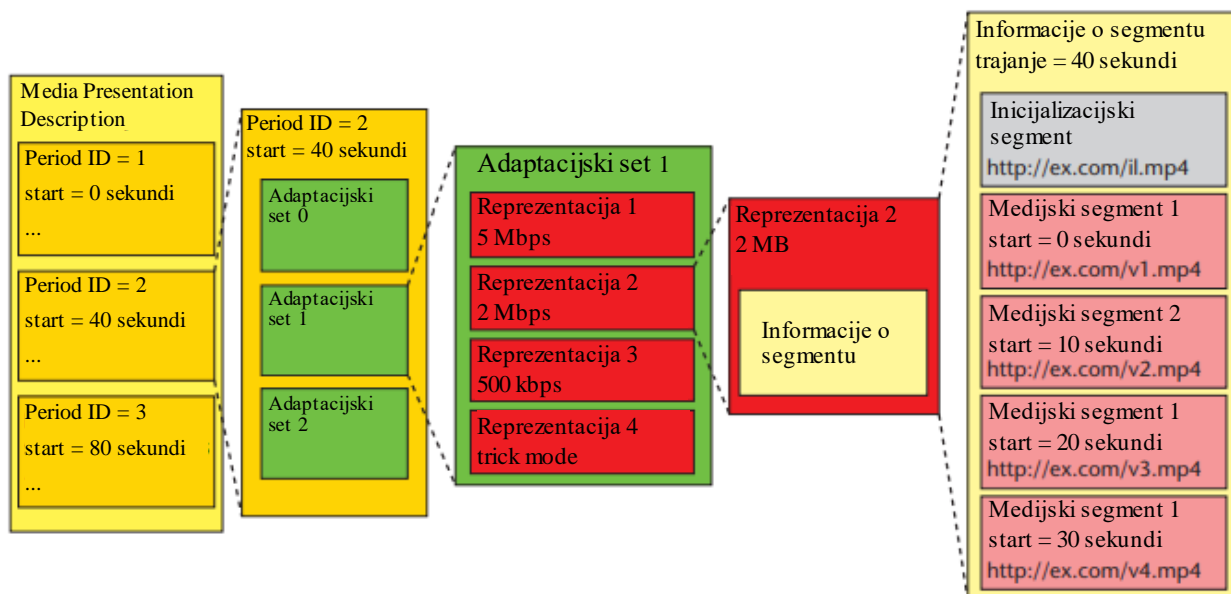 Media Presentation
Description
Period ID = 1
start = 0 sekundi
...
Period ID = 2
start = 40 sekundi
...
Period ID = 3
start = 80 sekundi
...
Period ID = 2
start = 40 sekundi
Adaptacijski
set 0
Adaptacijski
set 1
Adaptacijski
set 2
Adaptacijski set 1
Reprezentacija 1
5 Mbps
Reprezentacija 2
2 Mbps
Reprezentacija 3
500 kbps
Reprezentacija 4
trick mode
Reprezentacija 2
2 MB
Informacije o
segmentu
Informacije o segmentu
trajanje = 40 sekundi
Inicijalizacijski
segment
http://ex.com/il.mp4
Medijski segment 1
start = 0 sekundi
http://ex.com/v1.mp4
Medijski segment 2
start = 10 sekundi
http://ex.com/v2.mp4
Medijski segment 1
start = 20 sekundi
http://ex.com/v3.mp4
Medijski segment 1
start = 30 sekundi
http://ex.com/v4.mp4